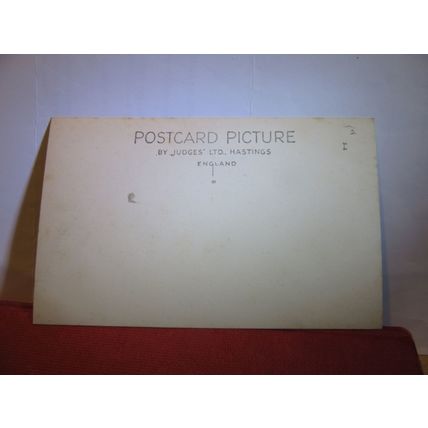 POSTCARD PICTURE
BY „JUDGES" LTD., HASTINGS
ENGLAND